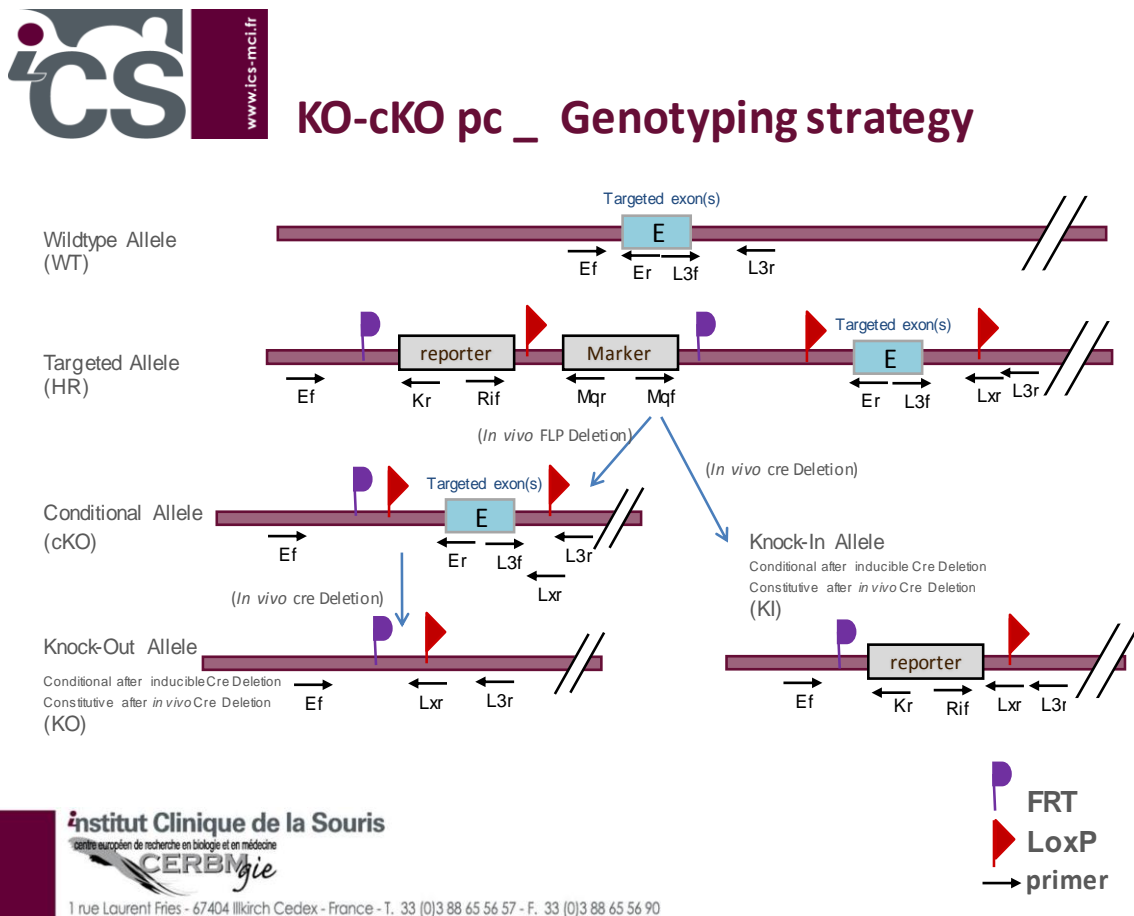 iCS
www.ics-mci.fr
KO-cKO pc _ Genotyping strategy
Targeted exon(s)
Wildtype Allele
(WT)
E
Ef
Er
L3f
L3r
Targeted exon(s)
Targeted Allele
(HR)
reporter
Marker
E
Ef
Kr
Rif
Mqr
Mqf
Er
L3f
Lxr
L3r
(In vivo FLP Deletion)
(In vivo cre Deletion)
Targeted exon(s)
Conditional Allele
(cKO)
E
Ef
Er
L3f
L3r
Lxr
(In vivo cre Deletion)
Knock-In Allele
Conditional after inducible Cre Deletion
Constitutive after in vivo Cre Deletion
(KI)
reporter
Ef
Kr
Rif
Lxr
L3r
Knock-Out Allele
Conditional after inducible Cre Deletion
Constitutive after in vivo Cre Deletion
(KO)
Ef
Lxr
L3r
FRT
LoxP
primer
institut Clinique de la Souris
centre européen de recherche en biologie et en médecine
CERBMgie
1 rue Laurent Fries - 67404 Illkirch Cedex - France - T. 33 (0)3 88 65 56 57 - F. 33 (0)3 88 65 56 90